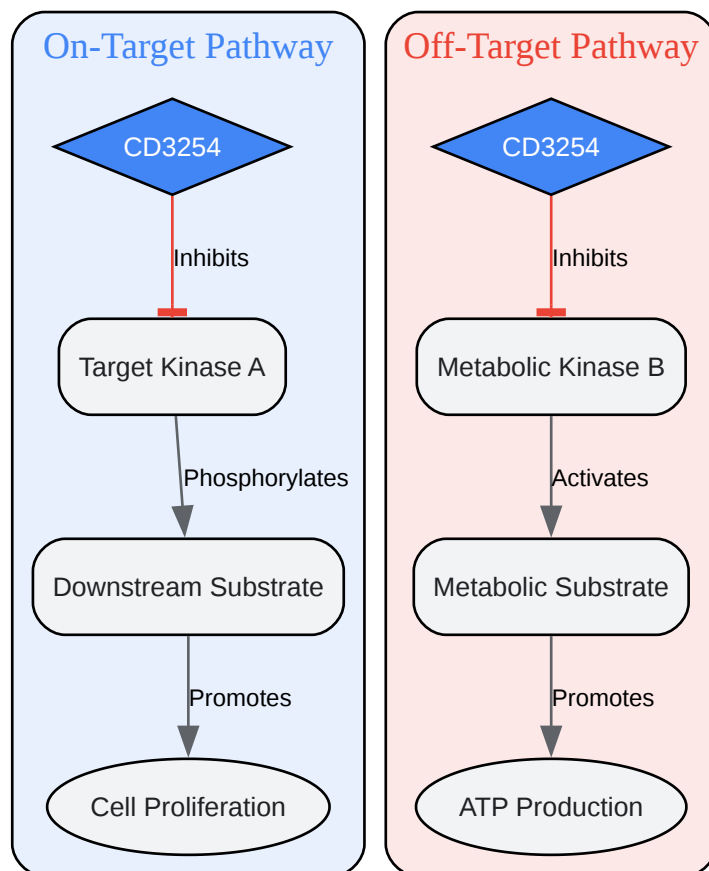 On-Target Pathway
CD3254
Inhibits
Target Kinase A
Phosphorylates
Downstream Substrate
Promotes
Cell Proliferation
Off-Target Pathway
CD3254
Inhibits
Metabolic Kinase B
Activates
Metabolic Substrate
Promotes
ATP Production